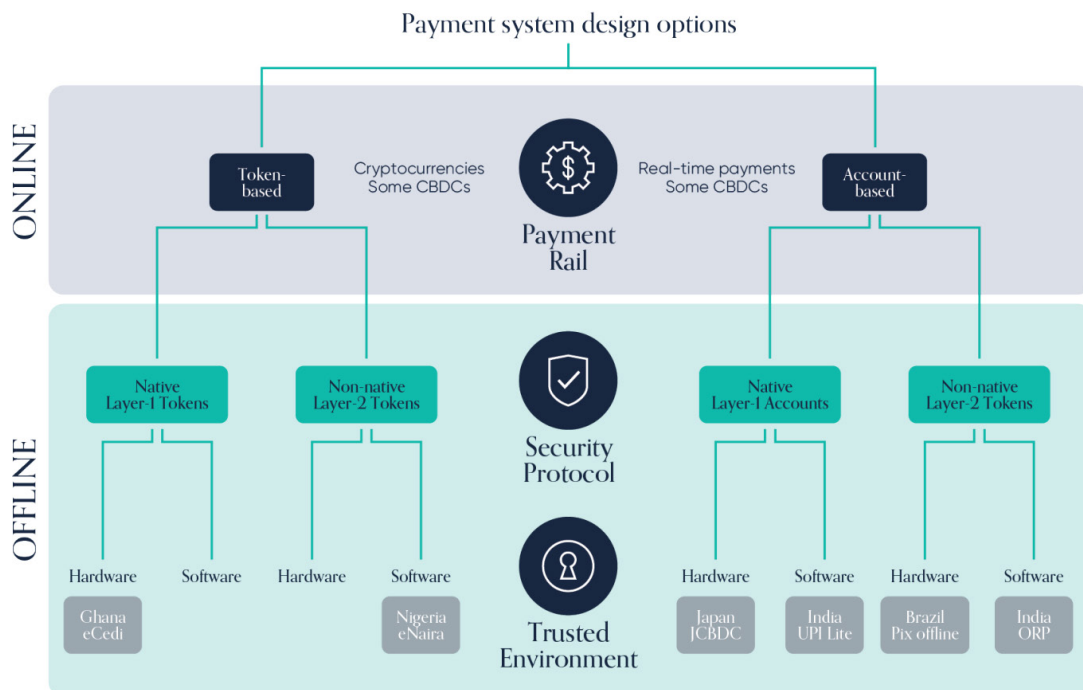 Payment system design options
ONLINE
Token-
based
Cryptocurrencies
Some CBDCs
$
Payment
Rail
Real-time payments
Some CBDCs
Account-
based
OFFLINE
Native
Layer-1 Tokens
Non-native
Layer-2 Tokens
Security
Protocol
Native
Layer-1 Accounts
Non-native
Layer-2 Tokens
Hardware
Software
Hardware
Software
Hardware
Software
Hardware
Software
Ghana
eCedi
Nigeria
eNaira
Trusted
Environment
Japan
JCBDC
India
UPI Lite
Brazil
Pix offline
India
ORP